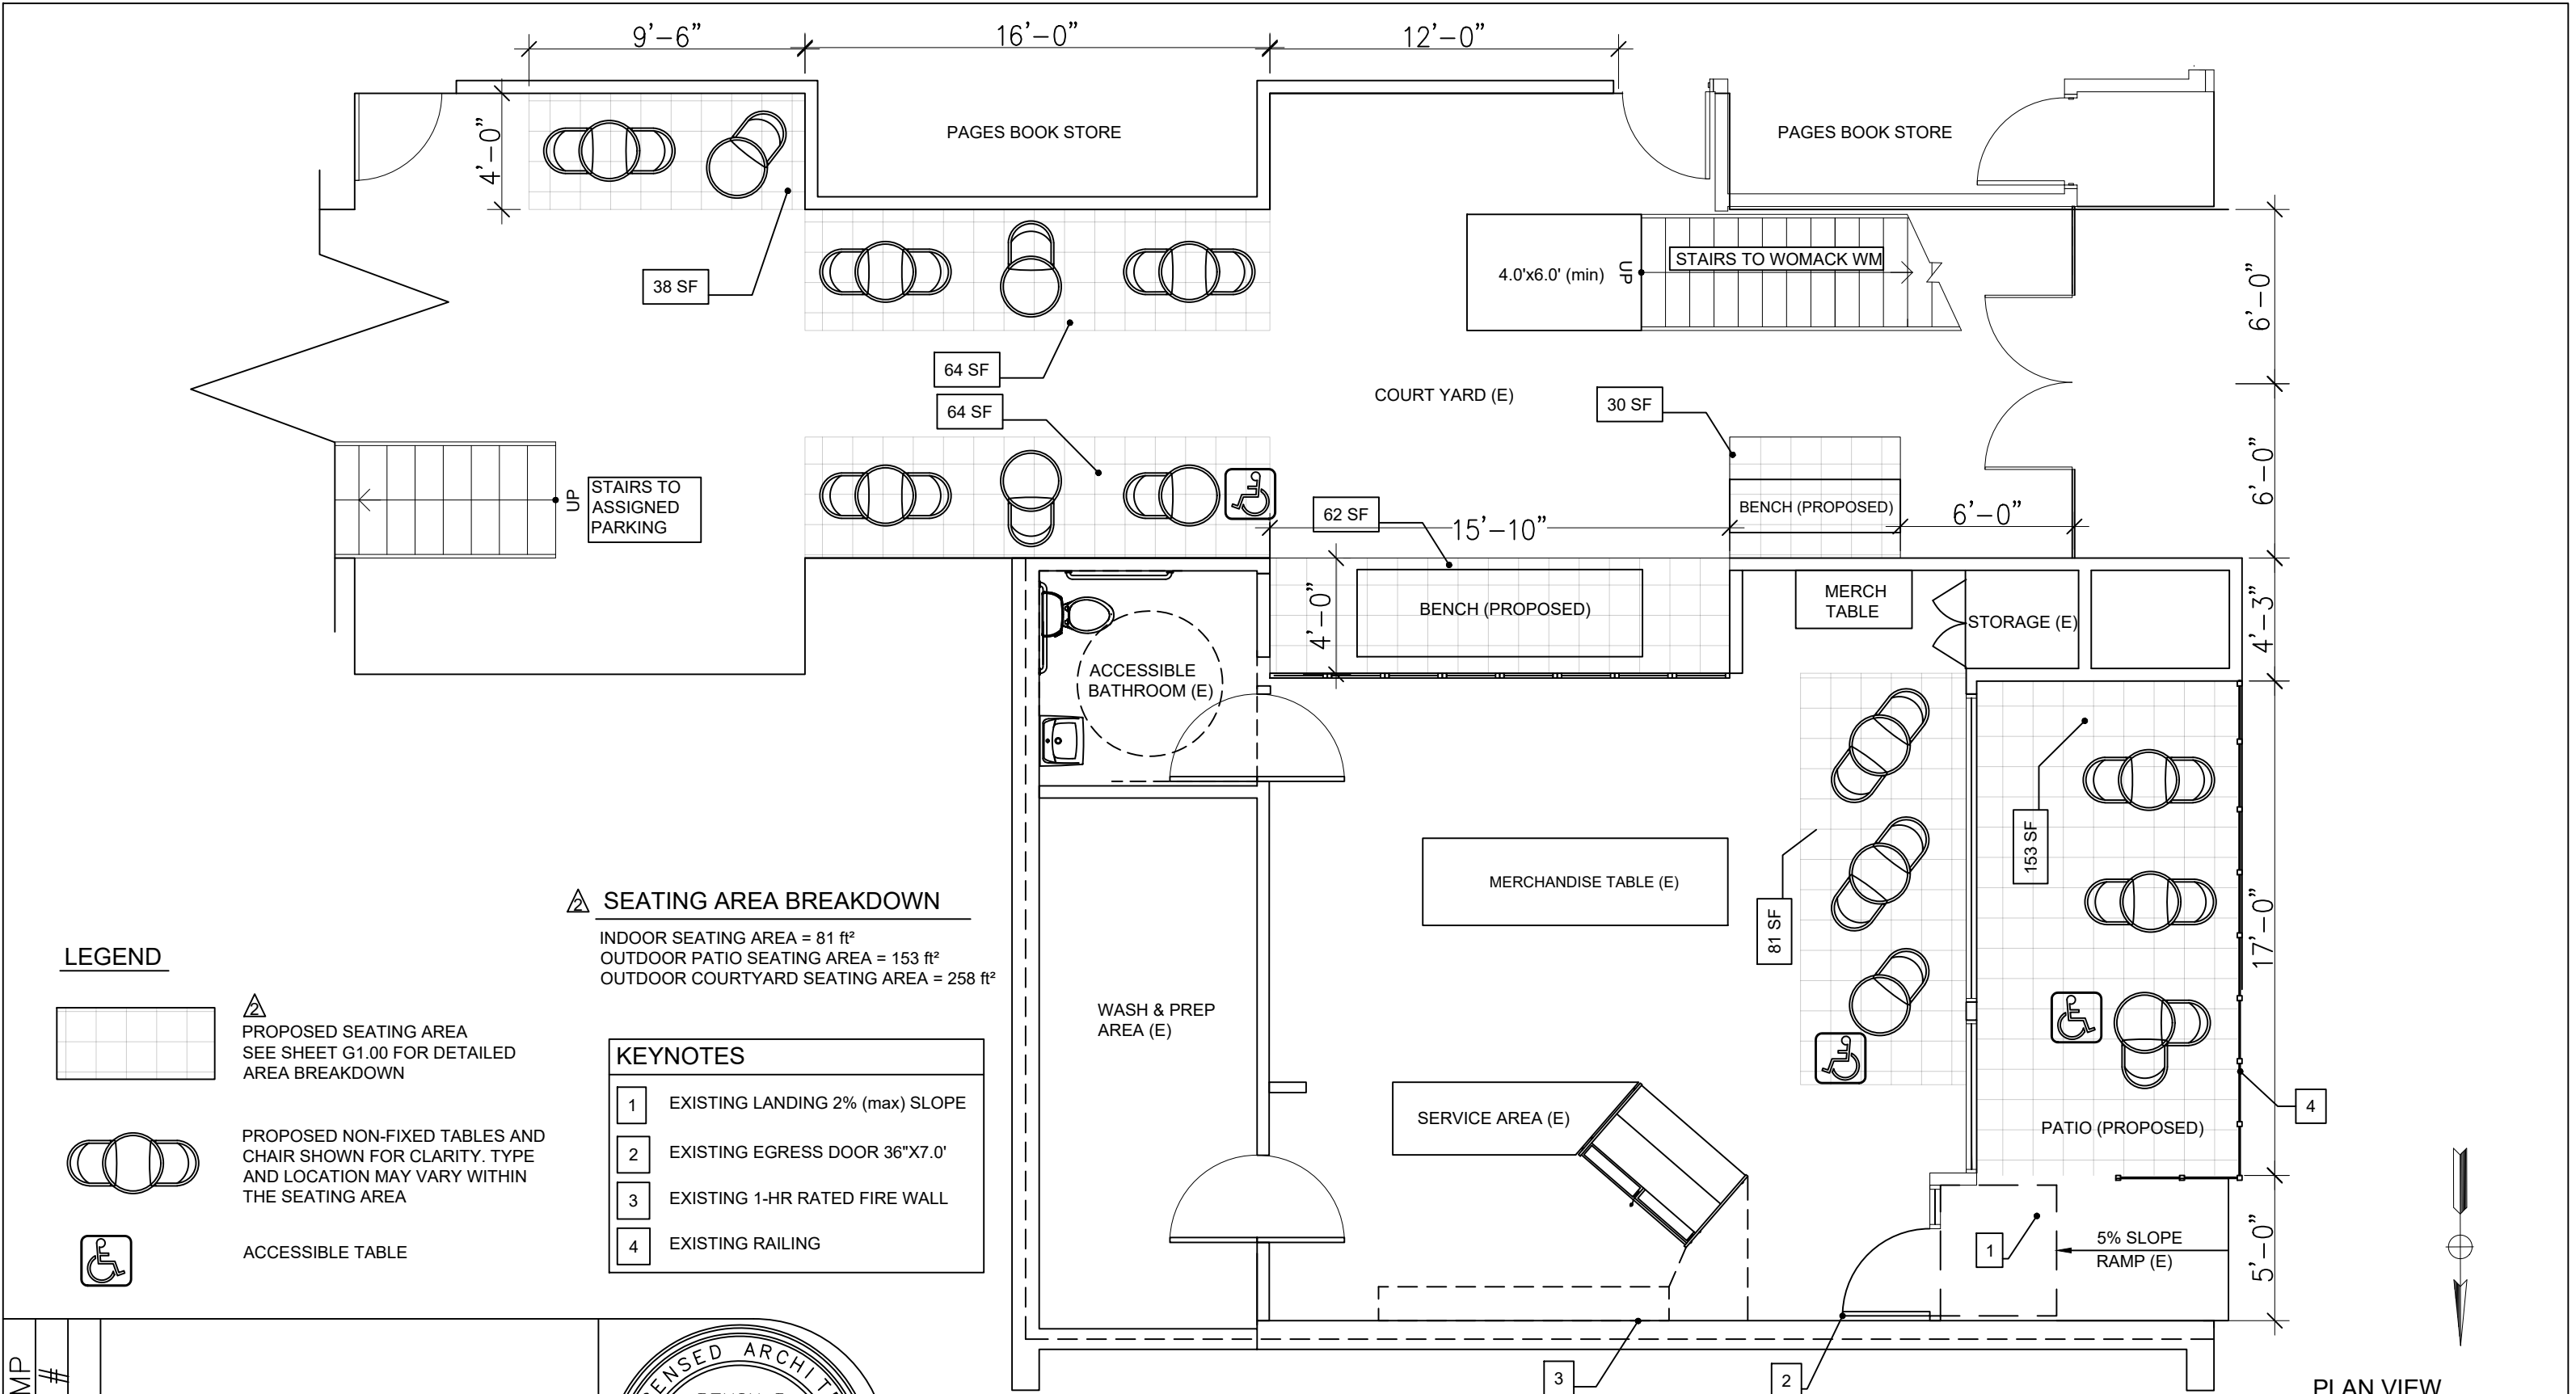 9'-6"
16'-0"
12'-0"
4'-0"
PAGES BOOK STORE
PAGES BOOK STORE
38 SF
4.0'x6.0' (min)
UP
STAIRS TO WOMACK WM
6'-0"
64 SF
64 SF
COURT YARD (E)
30 SF
6'-0"
UP
STAIRS TO
ASSIGNED
PARKING
62 SF
15'-10"
BENCH (PROPOSED)
6'-0"
4'-0"
BENCH (PROPOSED)
MERCH
TABLE
STORAGE (E)
4'-3"
ACCESSIBLE
BATHROOM (E)
153 SF
MERCHANDISE TABLE (E)
81 SF
17'-0"
2
SEATING AREA BREAKDOWN
INDOOR SEATING AREA = 81 ft²
OUTDOOR PATIO SEATING AREA = 153 ft²
OUTDOOR COURTYARD SEATING AREA = 258 ft²
LEGEND
2
PROPOSED SEATING AREA
SEE SHEET G1.00 FOR DETAILED
AREA BREAKDOWN
PROPOSED NON-FIXED TABLES AND
CHAIR SHOWN FOR CLARITY. TYPE
AND LOCATION MAY VARY WITHIN
THE SEATING AREA
ACCESSIBLE TABLE
KEYNOTES
1 EXISTING LANDING 2% (max) SLOPE
2 EXISTING EGRESS DOOR 36"X7.0'
3 EXISTING 1-HR RATED FIRE WALL
4 EXISTING RAILING
WASH & PREP
AREA (E)
SERVICE AREA (E)
PATIO (PROPOSED)
4
1
5% SLOPE
RAMP (E)
5'-0"
3
2
PLAN VIEW
MP
#
ENSED ARCHITE